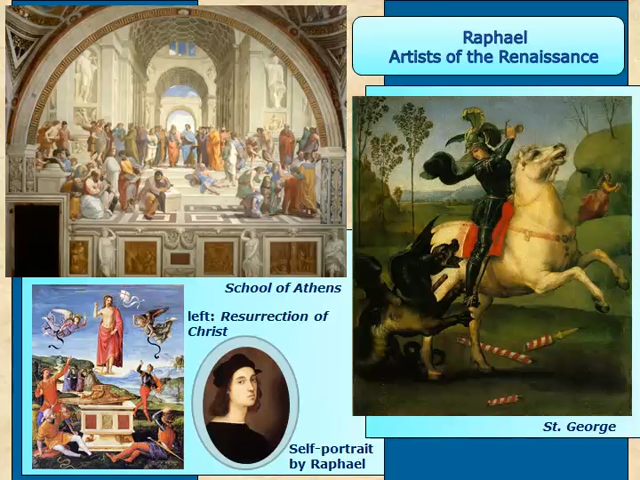 Raphael
Artists of the Renaissance
School of Athens
left: Resurrection of
Christ
Self-portrait
by Raphael
St. George